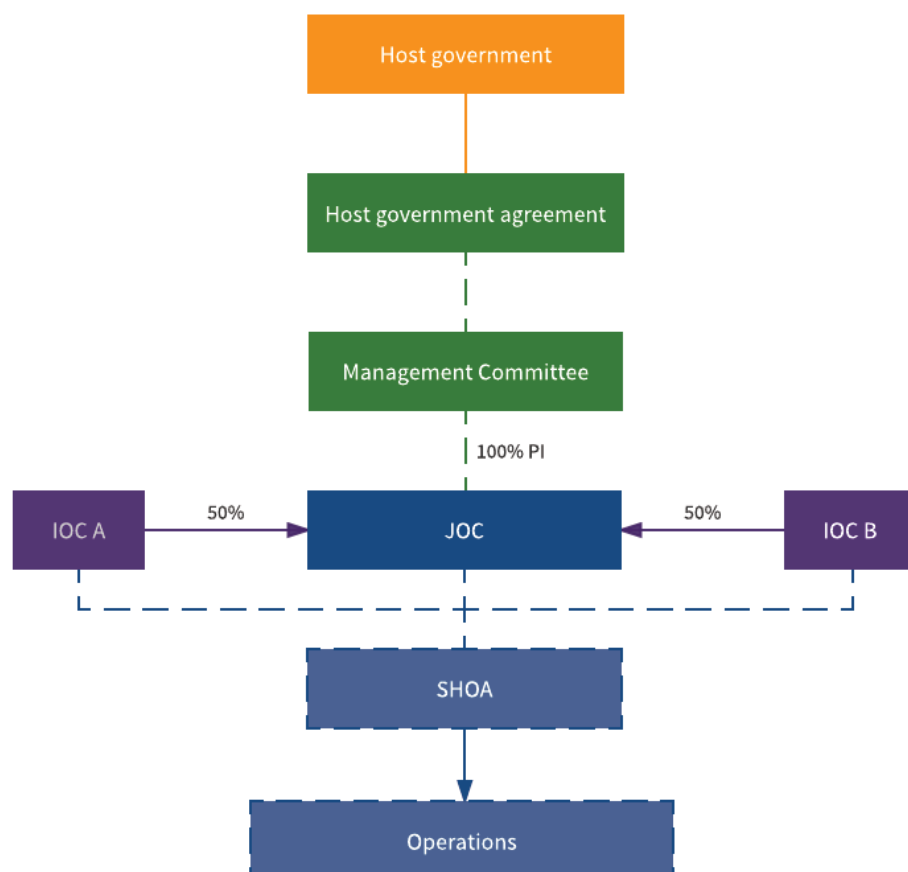 Host government
Host government agreement
Management Committee
100% PI
IOC A
50%
JOC
50%
IOC B
SHOA
Operations